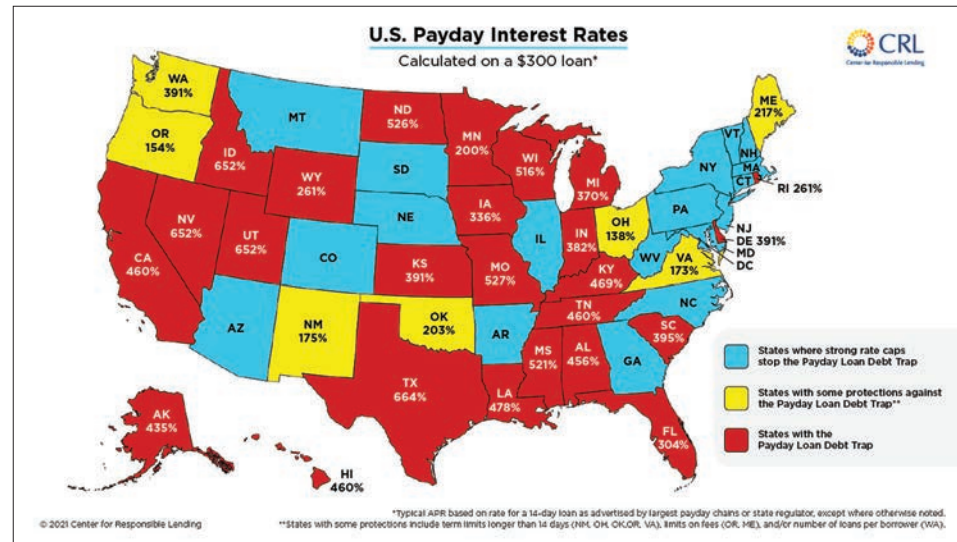 U.S. Payday Interest Rates
Calculated on a $300 loan*
CRL
Center for Responsible Lending
WA
391%
OR
154%
ID
652%
MT
ND
526%
MN
200%
WI
516%
MI
370%
ME
217%
VT
NH
MA
CT
RI 261%
NY
SD
WY
261%
NE
IA
336%
IL
IN
382%
OH
138%
PA
NJ
DE 391%
MD
DC
WV
VA
173%
NV
652%
UT
652%
CO
KS
391%
MO
527%
KY
469%
CA
460%
AZ
NM
175%
OK
203%
AR
TN
460%
NC
SC
395%
MS
521%
AL
456%
GA
TX
664%
LA
478%
FL
304%
AK
435%
HI
460%
States where strong rate caps
stop the Payday Loan Debt Trap
States with some protections against
the Payday Loan Debt Trap**
States with the
Payday Loan Debt Trap
*Typical APR based on rate for a 14-day loan as advertised by largest payday chains or state regulator, except where otherwise noted.
© 2021 Center for Responsible Lending
**States with some protections include term limits longer than 14 days (NM, OH, OK,OR, VA), limits on fees (OR, ME), and/or number of loans per borrower (WA).